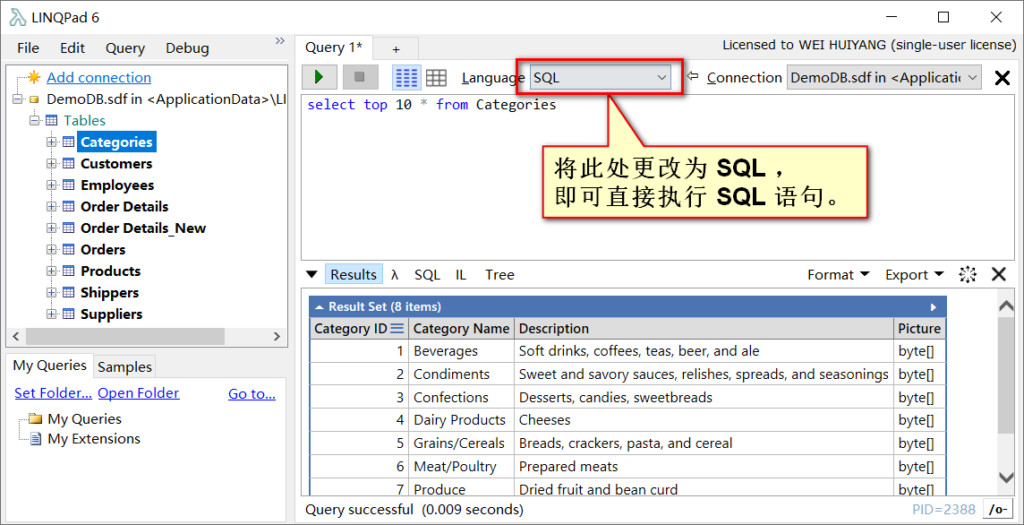 LINQPad 6
File Edit Query Debug »
Query 1* +
Licensed to WEI HUIYANG (single-user license)
Add connection
DemoDB.sdf in <ApplicationData>\LI
Tables
Categories
Customers
Employees
Order Details
Order Details_New
Orders
Products
Shippers
Suppliers
My Queries Samples
Set Folder... Open Folder Go to...
My Queries
My Extensions
Language SQL Connection DemoDB.sdf in <Applicatic
select top 10 * from Categories
将此处更改为 SQL ，
即可直接执行 SQL 语句。
Results λ SQL IL Tree Format Export
Result Set (8 items)
Category ID Category Name Description Picture
1 Beverages Soft drinks, coffees, teas, beer, and ale byte[]
2 Condiments Sweet and savory sauces, relishes, spreads, and seasonings byte[]
3 Confections Desserts, candies, sweetbreads byte[]
4 Dairy Products Cheeses byte[]
5 Grains/Cereals Breads, crackers, pasta, and cereal byte[]
6 Meat/Poultry Prepared meats byte[]
7 Produce Dried fruit and bean curd byte[]
Query successful (0.009 seconds) PID=2388 /o-